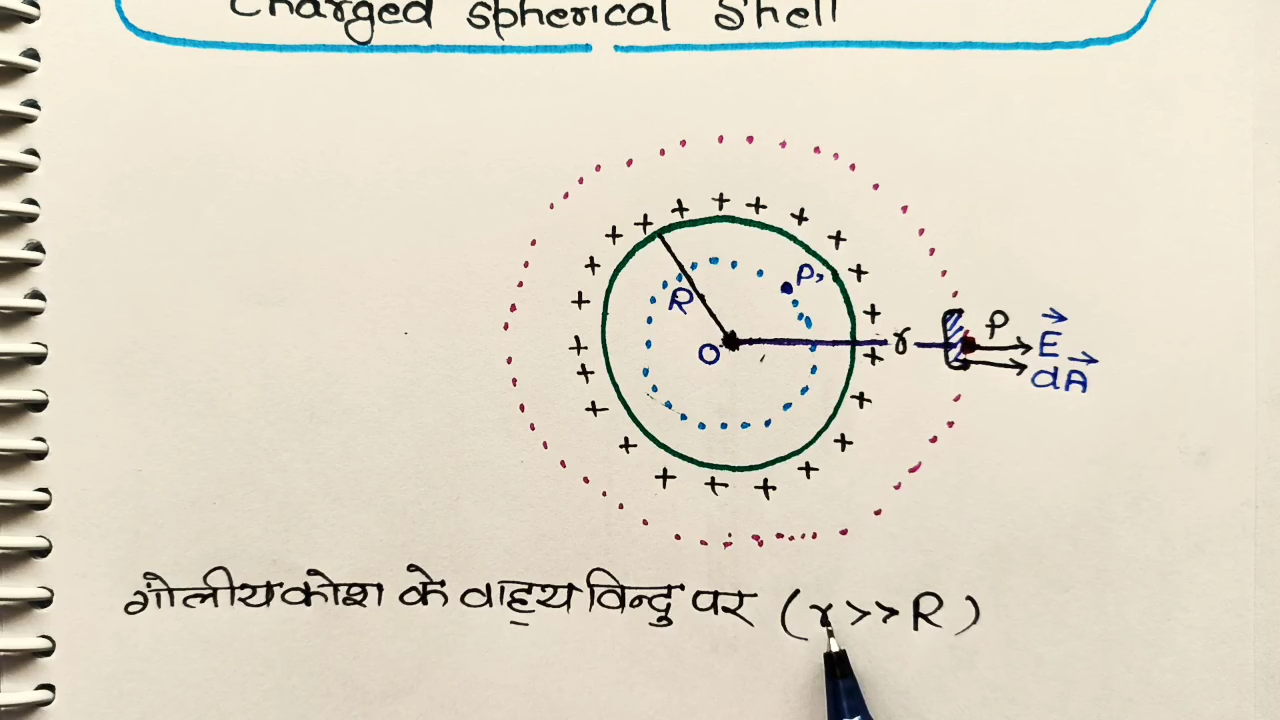 Charged spherical Shell
P,
R
O
r
P
E
dA
गोलीय कोश के वाह्य विन्दु पर (r >> R)